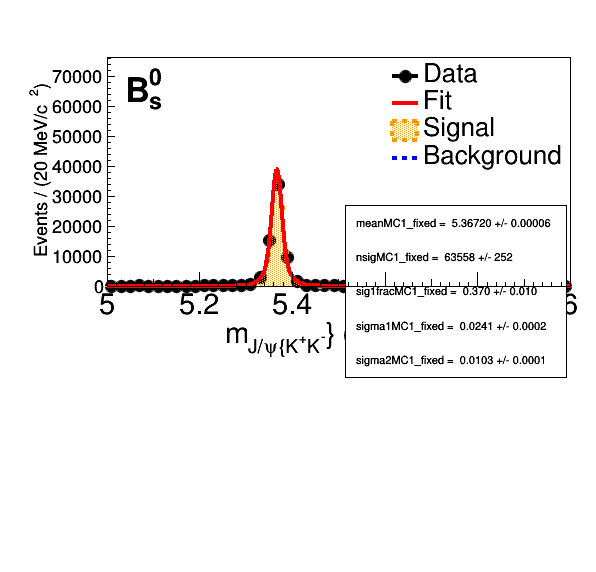 B⁰ₛ
Data
Fit
Signal
Background
Events / (20 MeV/c ²)
70000
60000
50000
40000
30000
20000
10000
0
5
5.2
5.4
6
m_J/ψ{K⁺K⁻} (
meanMC1_fixed = 5.36720 +/- 0.00006
nsigMC1_fixed = 63558 +/- 252
sig1fracMC1_fixed = 0.370 +/- 0.010
sigma1MC1_fixed = 0.0241 +/- 0.0002
sigma2MC1_fixed = 0.0103 +/- 0.0001